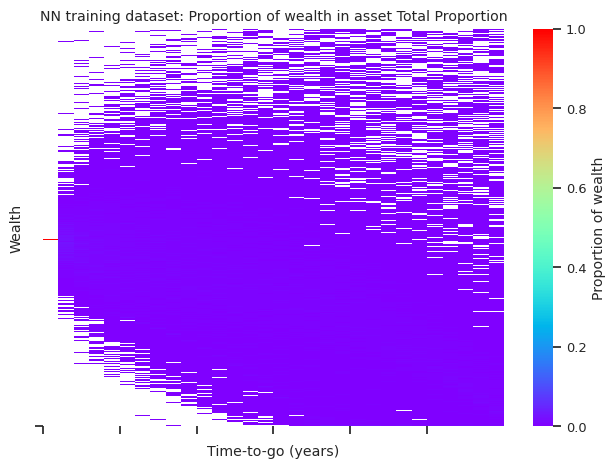 NN training dataset: Proportion of wealth in asset Total Proportion
Wealth
Time-to-go (years)
1.0
0.8
0.6
0.4
0.2
0.0
Proportion of wealth